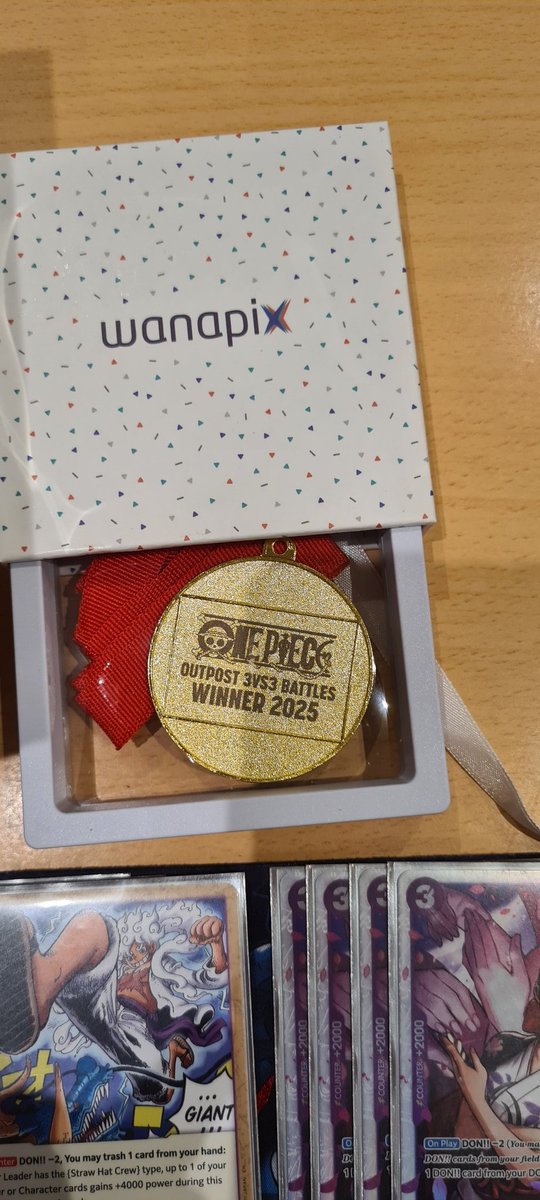 wanapix
ONE PIECE
OUTPOST 3VS3 BATTLES
WINNER 2025
3
COUNTER +2000
COUNTER +2000
COUNTER +2000
COUNTER +2000
...
...
GIANT
DON!! −2, You may trash 1 card from your hand:
Leader has the {Straw Hat Crew} type, up to 1 of your
or Character cards gains +4000 power during this
On Play DON!! −2 (You may
DON!! cards from your field
1 DON!! card from your DO